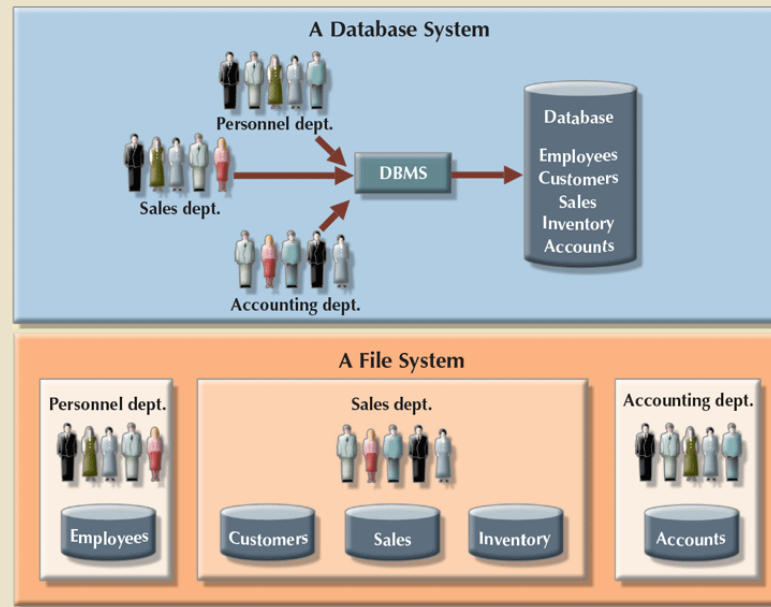 A Database System
Personnel dept.
Sales dept.
Accounting dept.
DBMS
Database
Employees
Customers
Sales
Inventory
Accounts
A File System
Personnel dept.
Employees
Sales dept.
Customers
Sales
Inventory
Accounting dept.
Accounts